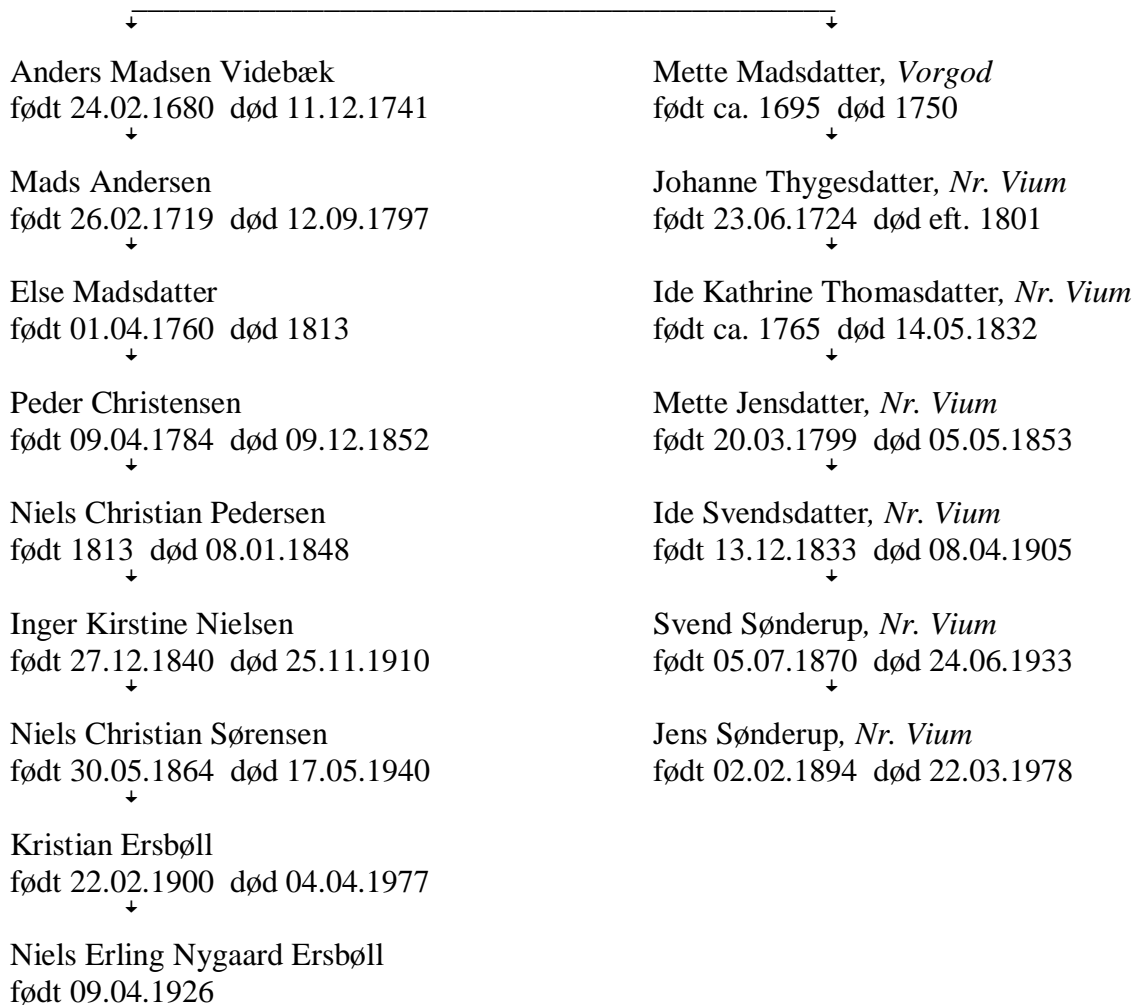 Anders Madsen Videbæk
født 24.02.1680 død 11.12.1741
Mads Andersen
født 26.02.1719 død 12.09.1797
Else Madsdatter
født 01.04.1760 død 1813
Peder Christensen
født 09.04.1784 død 09.12.1852
Niels Christian Pedersen
født 1813 død 08.01.1848
Inger Kirstine Nielsen
født 27.12.1840 død 25.11.1910
Niels Christian Sørensen
født 30.05.1864 død 17.05.1940
Kristian Ersbøll
født 22.02.1900 død 04.04.1977
Niels Erling Nygaard Ersbøll
født 09.04.1926
Mette Madsdatter, Vorgod
født ca. 1695 død 1750
Johanne Thygesdatter, Nr. Vium
født 23.06.1724 død eft. 1801
Ide Kathrine Thomasdatter, Nr. Vium
født ca. 1765 død 14.05.1832
Mette Jensdatter, Nr. Vium
født 20.03.1799 død 05.05.1853
Ide Svendsdatter, Nr. Vium
født 13.12.1833 død 08.04.1905
Svend Sønderup, Nr. Vium
født 05.07.1870 død 24.06.1933
Jens Sønderup, Nr. Vium
født 02.02.1894 død 22.03.1978